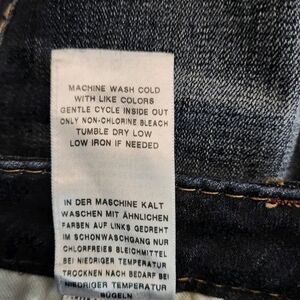 MACHINE WASH COLD
WITH LIKE COLORS
GENTLE CYCLE INSIDE OUT
ONLY NON-CHLORINE BLEACH
TUMBLE DRY LOW
LOW IRON IF NEEDED
IN DER MASCHINE KALT
WASCHEN MIT ÄHNLICHEN
FARBEN AUF LINKS GEDREHT
IM SCHONWASCHGANG NUR
CHLORFREIES BLEICHMITTEL
BEI NIEDRIGER TEMPERATUR
TROCKNEN NACH BEDARF BEI
NIEDRIGER TEMPERATUR
BÜGELN